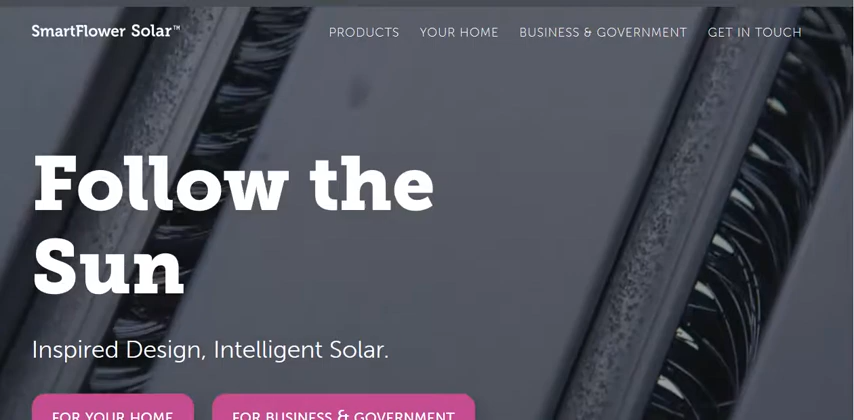 SmartFlower Solar™
PRODUCTS YOUR HOME BUSINESS & GOVERNMENT GET IN TOUCH
Follow the
Sun
Inspired Design, Intelligent Solar.
FOR YOUR HOME FOR BUSINESS & GOVERNMENT